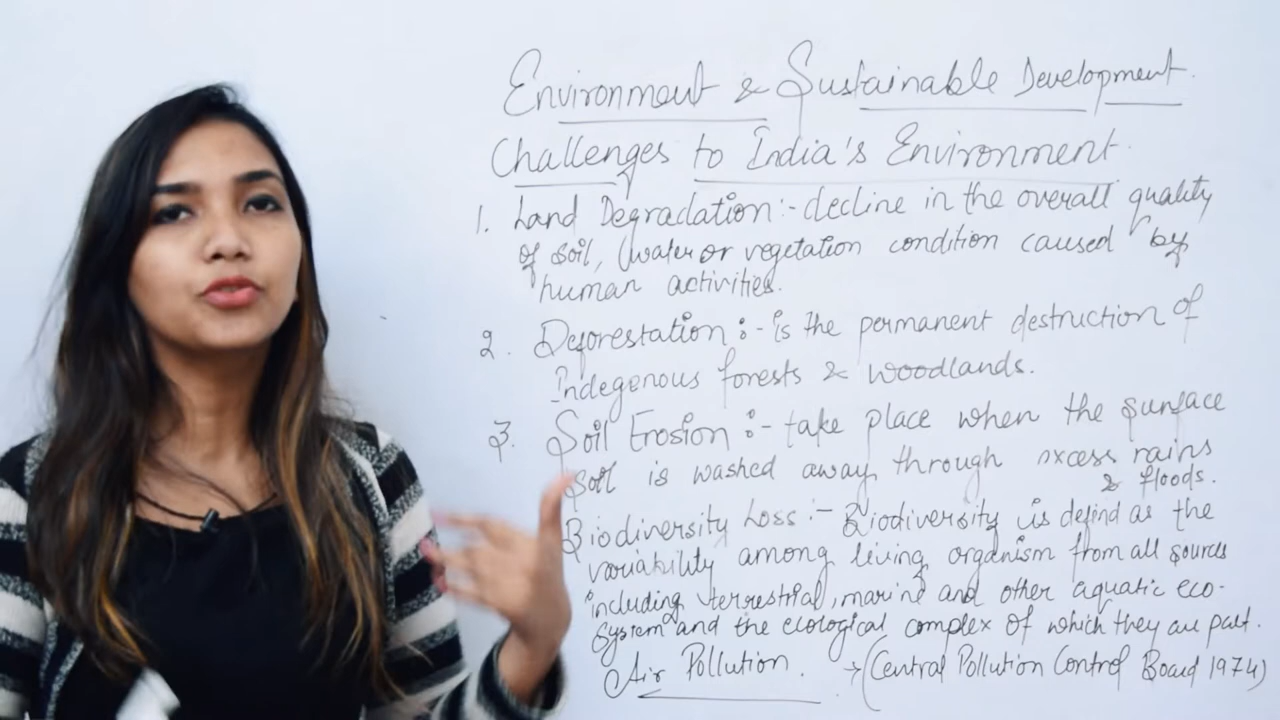 Environment & Sustainable Development.
Challenges to India's Environment.
1. Land Degradation :- decline in the overall quality
of soil, water or vegetation condition caused by
human activities.
2. Deforestation :- is the permanent destruction of
Indegenous forests & woodlands.
3. Soil Erosion :- take place when the surface
soil is washed away through excess rains
& floods.
Biodiversity Loss :- Biodiversity is defind as the
variability among living organism from all sources
including terrestrial, marine and other aquatic eco-
system and the ecological complex of which they are part.
Air Pollution. → (Central Pollution Control Board 1974)